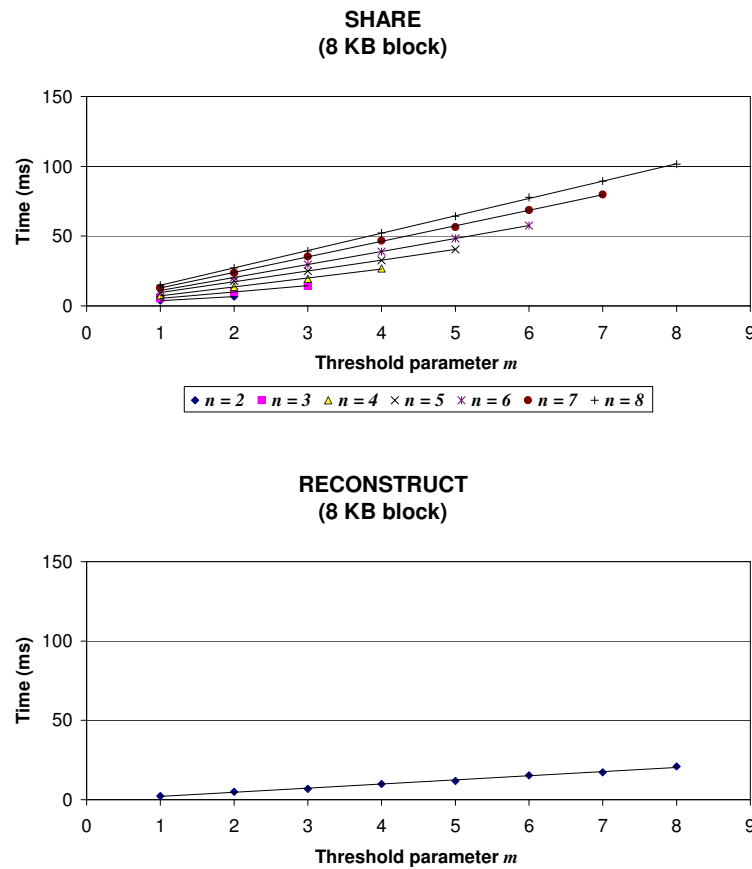 SHARE
(8 KB block)
150
100
50
0
Time (ms)
0 1 2 3 4 5 6 7 8 9
Threshold parameter m
n = 2 n = 3 n = 4 n = 5 n = 6 n = 7 n = 8
RECONSTRUCT
(8 KB block)
150
100
50
0
Time (ms)
0 1 2 3 4 5 6 7 8 9
Threshold parameter m